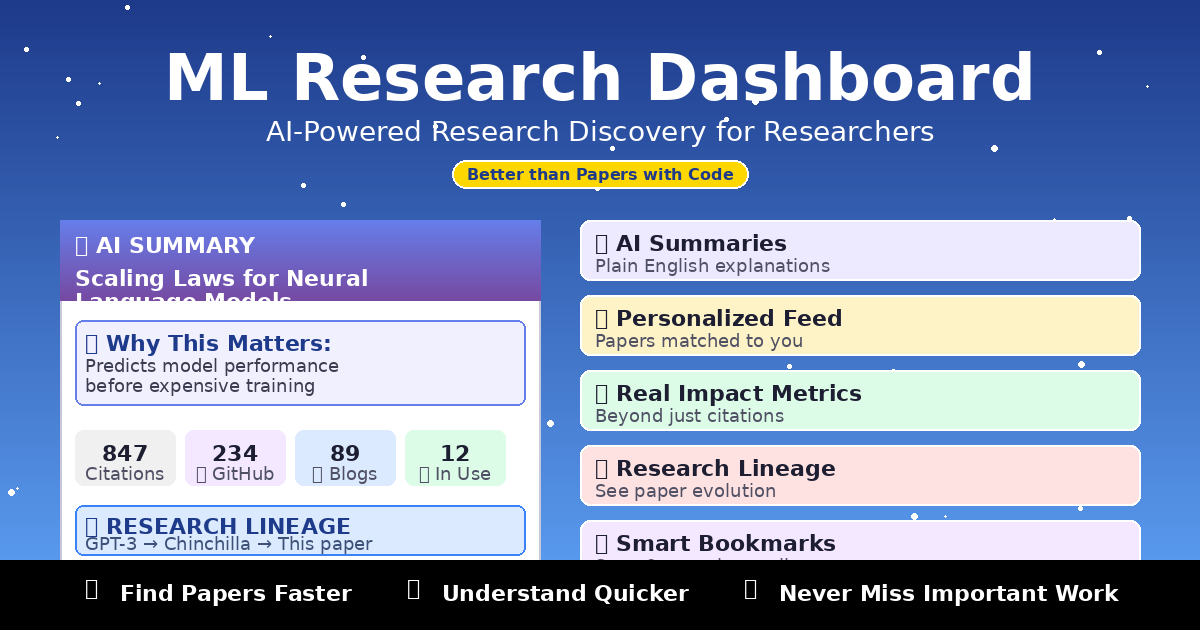 ML Research Dashboard
AI-Powered Research Discovery for Researchers
Better than Papers with Code
AI SUMMARY
Scaling Laws for Neural
Language Models
Why This Matters:
Predicts model performance
before expensive training
847
Citations
234
GitHub
89
Blogs
12
In Use
RESEARCH LINEAGE
GPT-3 → Chinchilla → This paper
AI Summaries
Plain English explanations
Personalized Feed
Papers matched to you
Real Impact Metrics
Beyond just citations
Research Lineage
See paper evolution
Smart Bookmarks
Find Papers Faster
Understand Quicker
Never Miss Important Work